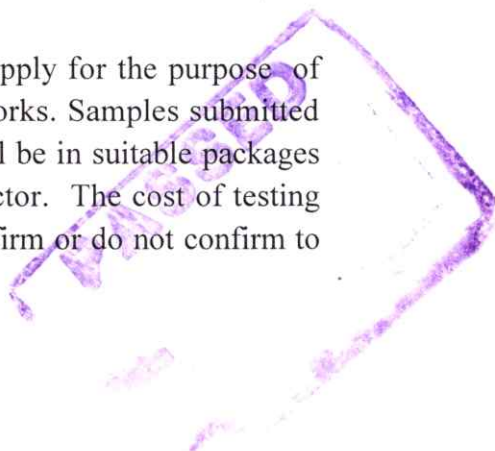 pply for the purpose of
orks. Samples submitted
l be in suitable packages
ctor. The cost of testing
firm or do not confirm to
PASSED